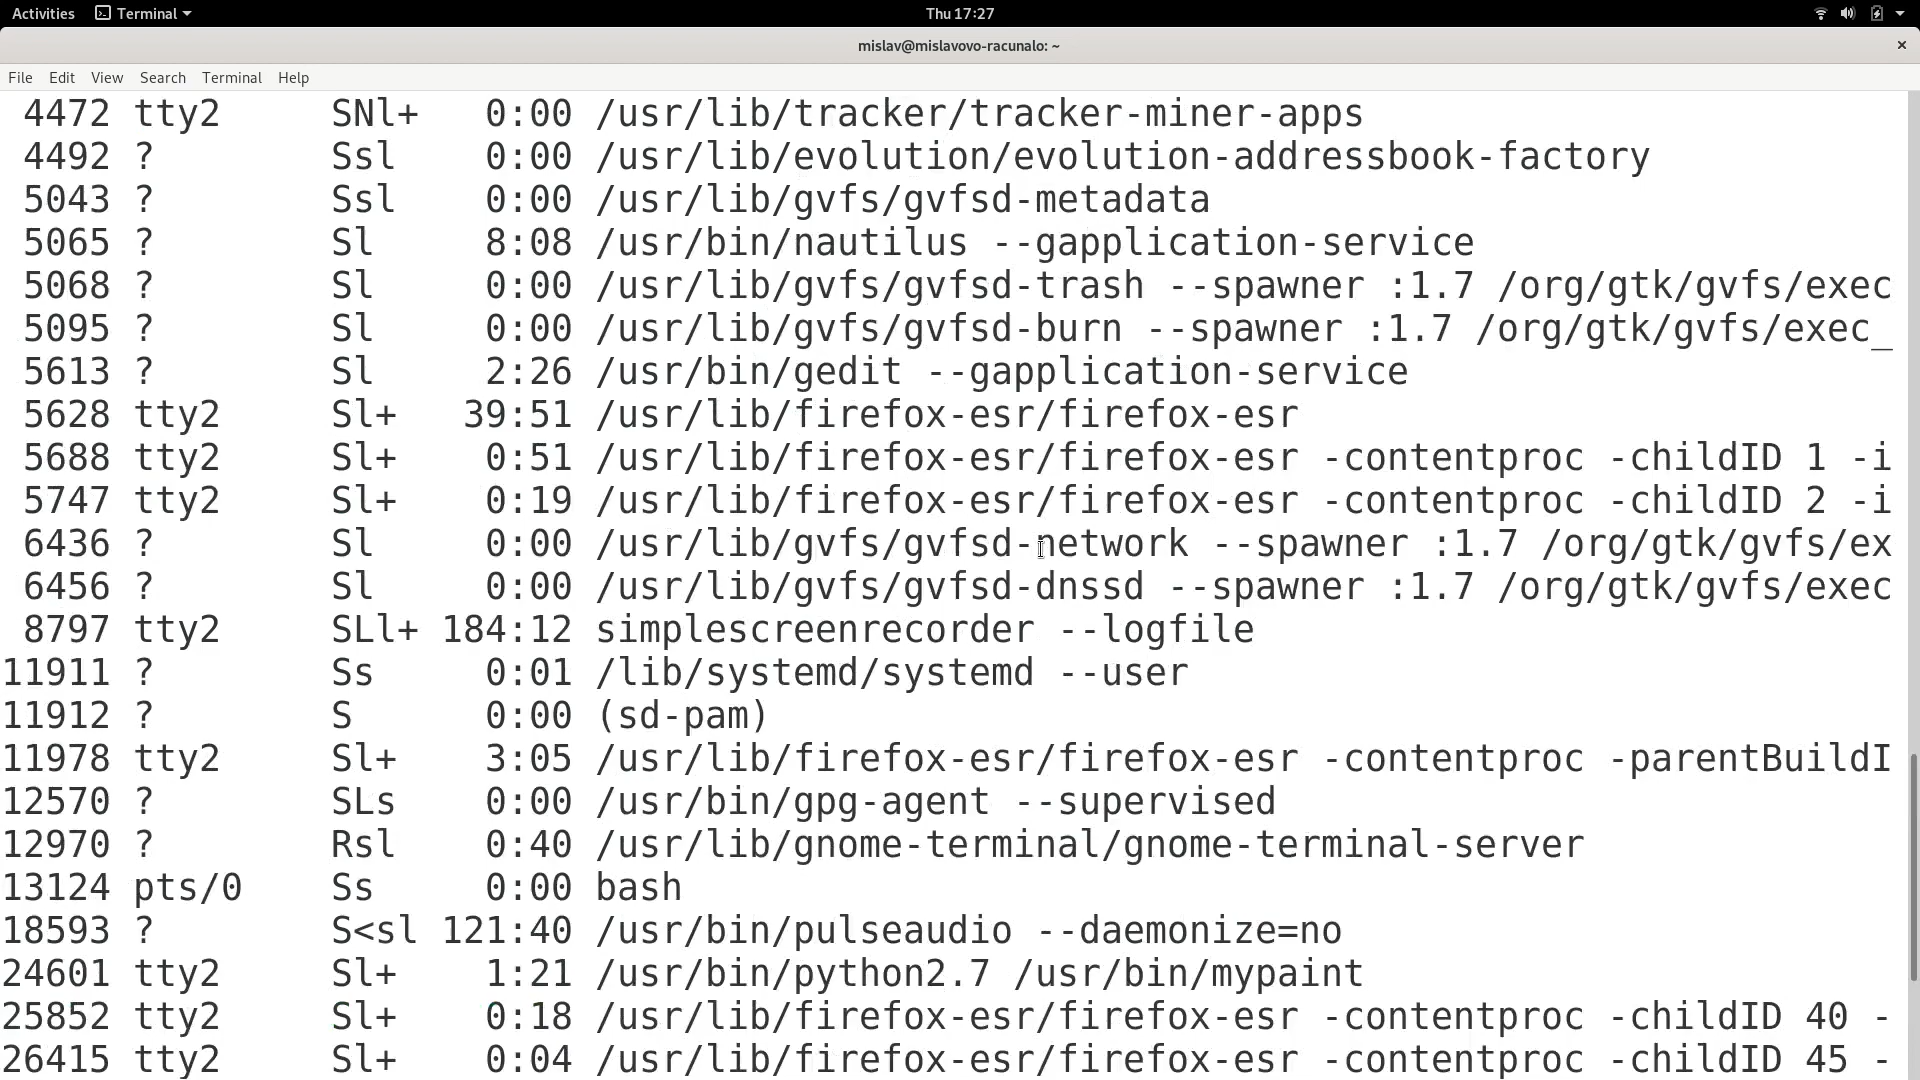 Activities Terminal Thu 17:27
mislav@mislavovo-racunalo: ~ ×
File Edit View Search Terminal Help
4472 tty2 SNl+ 0:00 /usr/lib/tracker/tracker-miner-apps
4492 ? Ssl 0:00 /usr/lib/evolution/evolution-addressbook-factory
5043 ? Ssl 0:00 /usr/lib/gvfs/gvfsd-metadata
5065 ? Sl 8:08 /usr/bin/nautilus --gapplication-service
5068 ? Sl 0:00 /usr/lib/gvfs/gvfsd-trash --spawner :1.7 /org/gtk/gvfs/exec
5095 ? Sl 0:00 /usr/lib/gvfs/gvfsd-burn --spawner :1.7 /org/gtk/gvfs/exec_
5613 ? Sl 2:26 /usr/bin/gedit --gapplication-service
5628 tty2 Sl+ 39:51 /usr/lib/firefox-esr/firefox-esr
5688 tty2 Sl+ 0:51 /usr/lib/firefox-esr/firefox-esr -contentproc -childID 1 -i
5747 tty2 Sl+ 0:19 /usr/lib/firefox-esr/firefox-esr -contentproc -childID 2 -i
6436 ? Sl 0:00 /usr/lib/gvfs/gvfsd-network --spawner :1.7 /org/gtk/gvfs/ex
6456 ? Sl 0:00 /usr/lib/gvfs/gvfsd-dnssd --spawner :1.7 /org/gtk/gvfs/exec
8797 tty2 SLl+ 184:12 simplescreenrecorder --logfile
11911 ? Ss 0:01 /lib/systemd/systemd --user
11912 ? S 0:00 (sd-pam)
11978 tty2 Sl+ 3:05 /usr/lib/firefox-esr/firefox-esr -contentproc -parentBuildI
12570 ? SLs 0:00 /usr/bin/gpg-agent --supervised
12970 ? Rsl 0:40 /usr/lib/gnome-terminal/gnome-terminal-server
13124 pts/0 Ss 0:00 bash
18593 ? S<sl 121:40 /usr/bin/pulseaudio --daemonize=no
24601 tty2 Sl+ 1:21 /usr/bin/python2.7 /usr/bin/mypaint
25852 tty2 Sl+ 0:18 /usr/lib/firefox-esr/firefox-esr -contentproc -childID 40 -
26415 tty2 Sl+ 0:04 /usr/lib/firefox-esr/firefox-esr -contentproc -childID 45 -